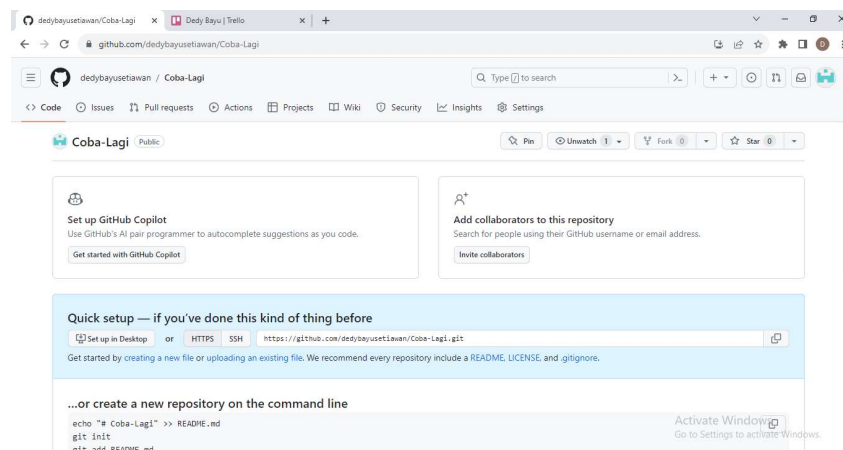 dedybayusetiawan/Coba-Lagi
Dedy Bayu | Trello
github.com/dedybayusetiawan/Coba-Lagi
D
dedybayusetiawan / Coba-Lagi
Type / to search
<> Code Issues Pull requests Actions Projects Wiki Security Insights Settings
Coba-Lagi Public
Pin Unwatch 1 Fork 0 Star 0
Set up GitHub Copilot
Use GitHub's AI pair programmer to autocomplete suggestions as you code.
Get started with GitHub Copilot
Add collaborators to this repository
Search for people using their GitHub username or email address.
Invite collaborators
Quick setup — if you've done this kind of thing before
Set up in Desktop or HTTPS SSH https://github.com/dedybayusetiawan/Coba-Lagi.git
Get started by creating a new file or uploading an existing file. We recommend every repository include a README, LICENSE, and .gitignore.
...or create a new repository on the command line
echo "# Coba-Lagi" >> README.md
git init
git add README.md
Activate Windows
Go to Settings to activate Windows.